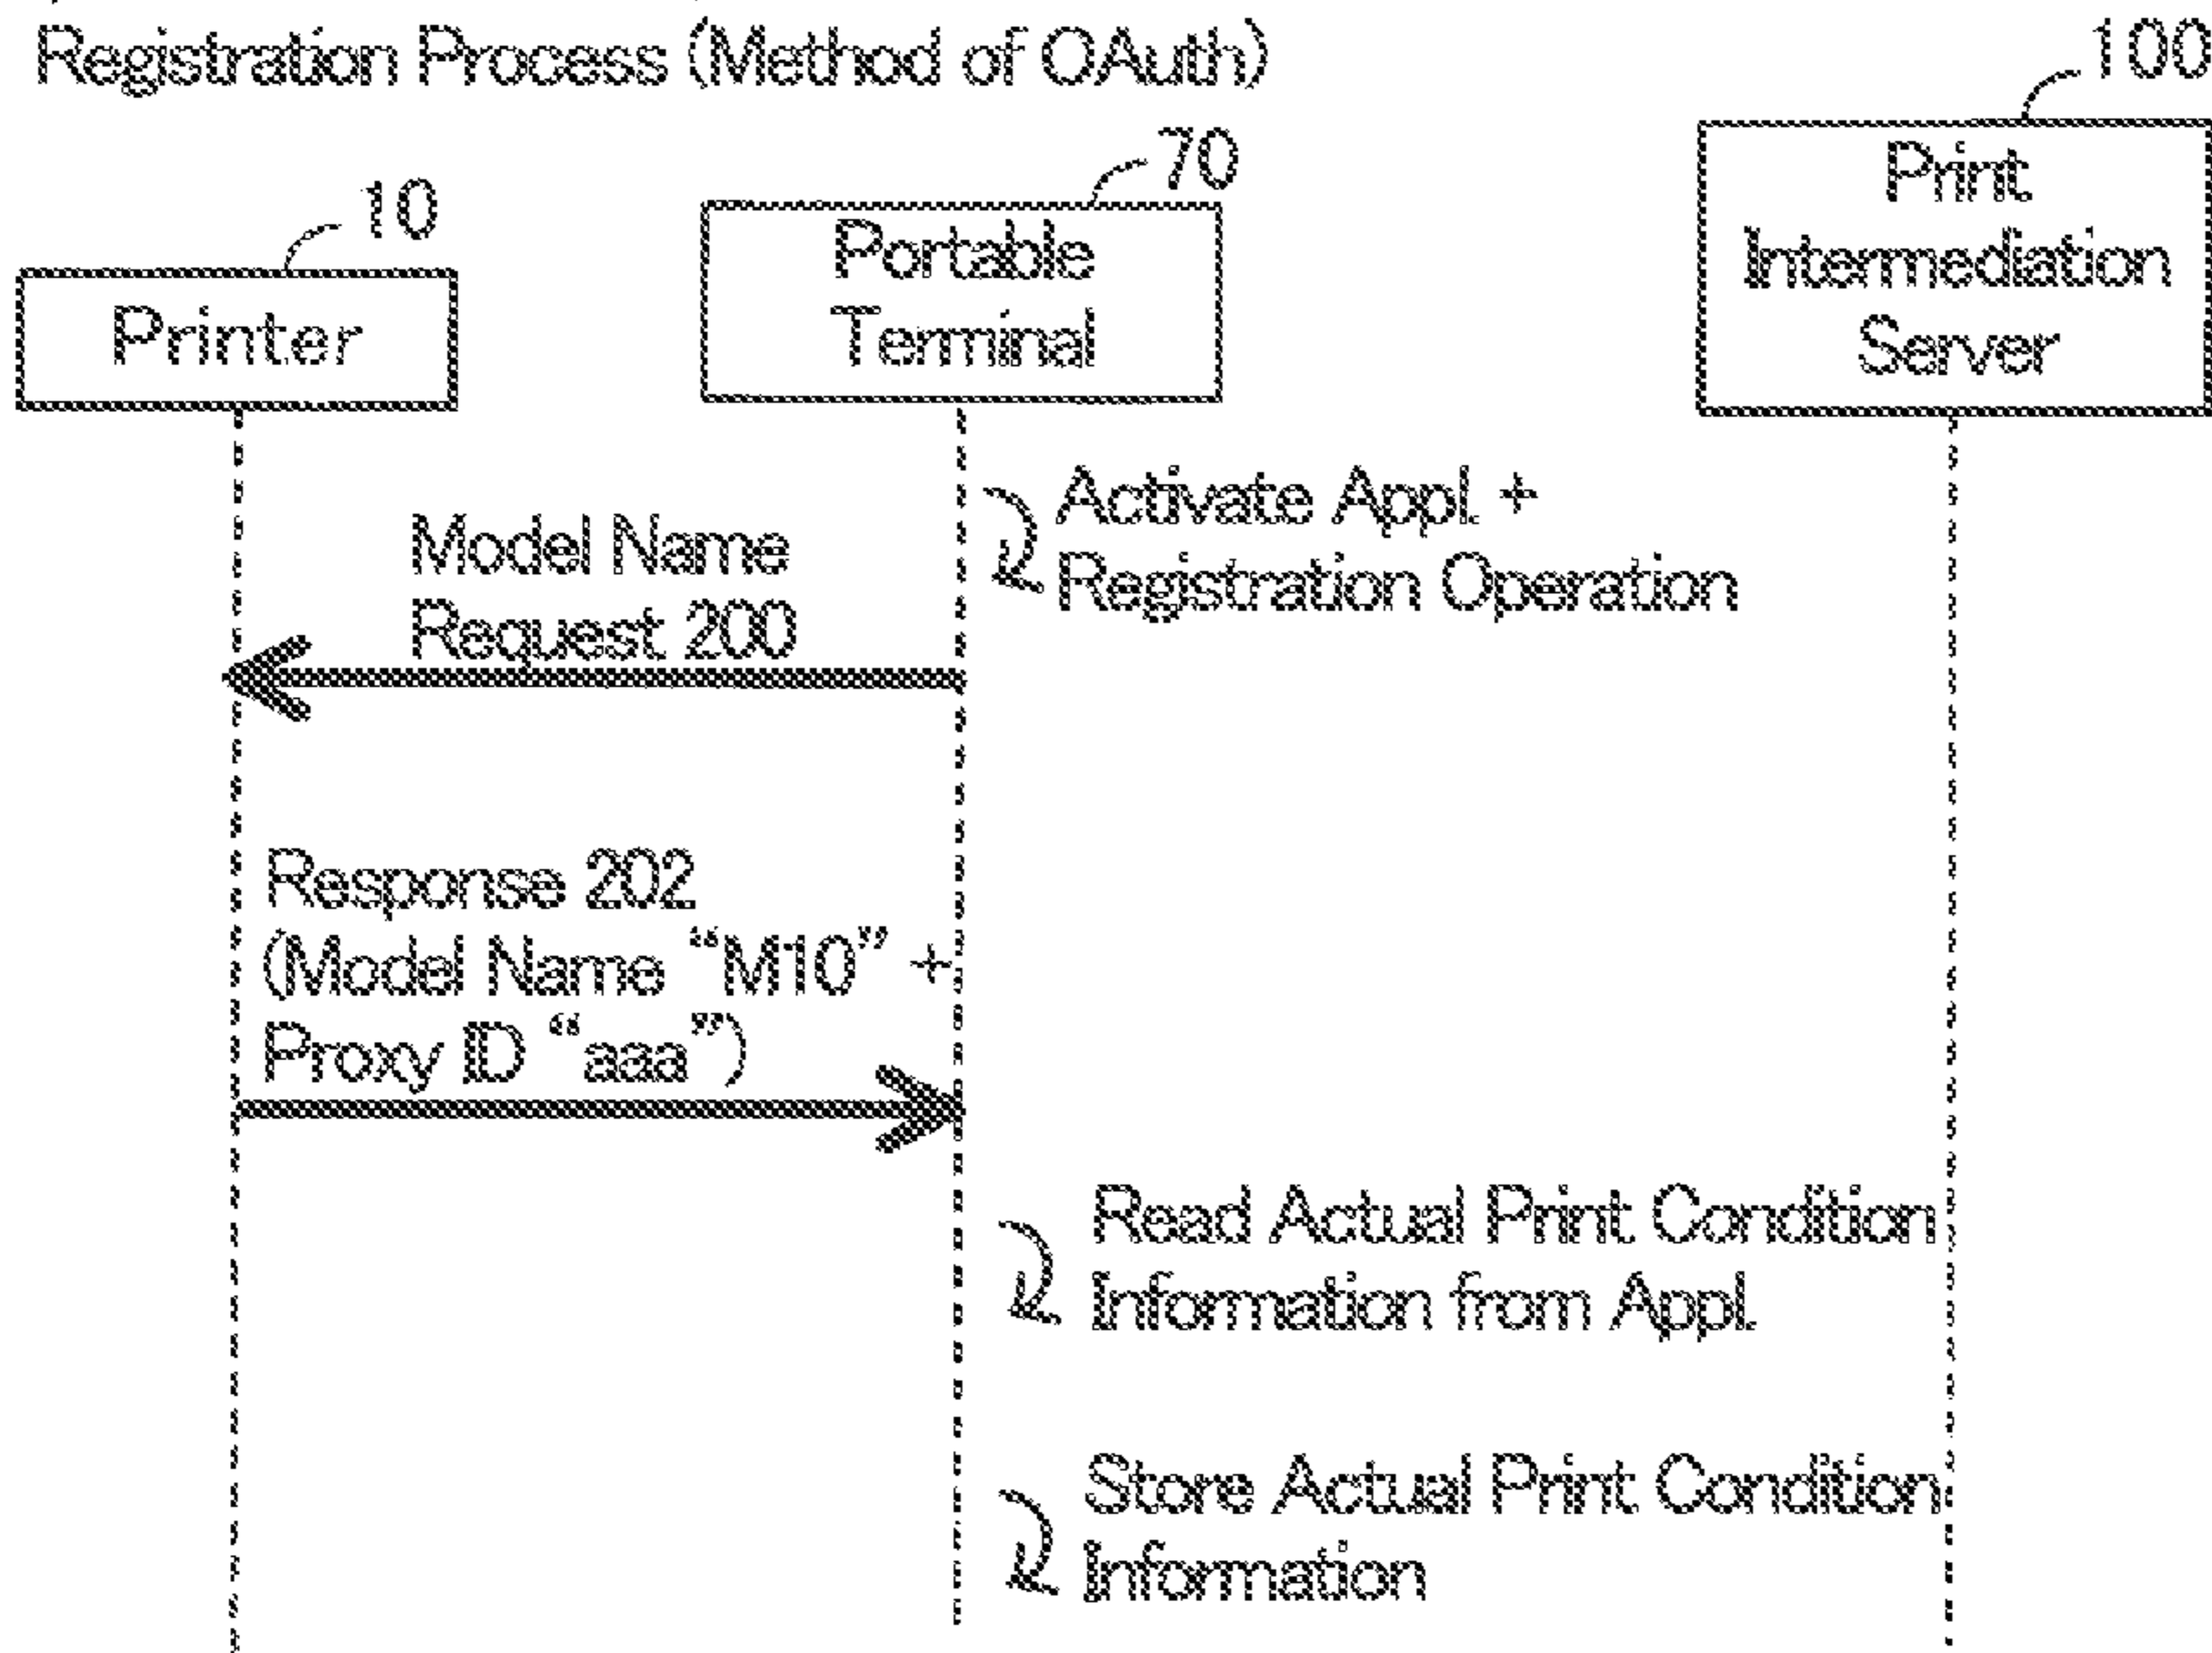 Registration Process (Method of OAuth)
100
70
10
Print
Intermediation
Server
Portable
Terminal
Printer
Activate Appl. +
Registration Operation
Model Name
Request 200
Response 202
(Model Name “M10” +
Proxy ID “aaa”)
Read Actual Print Condition
Information from Appl.
Store Actual Print Condition
Information